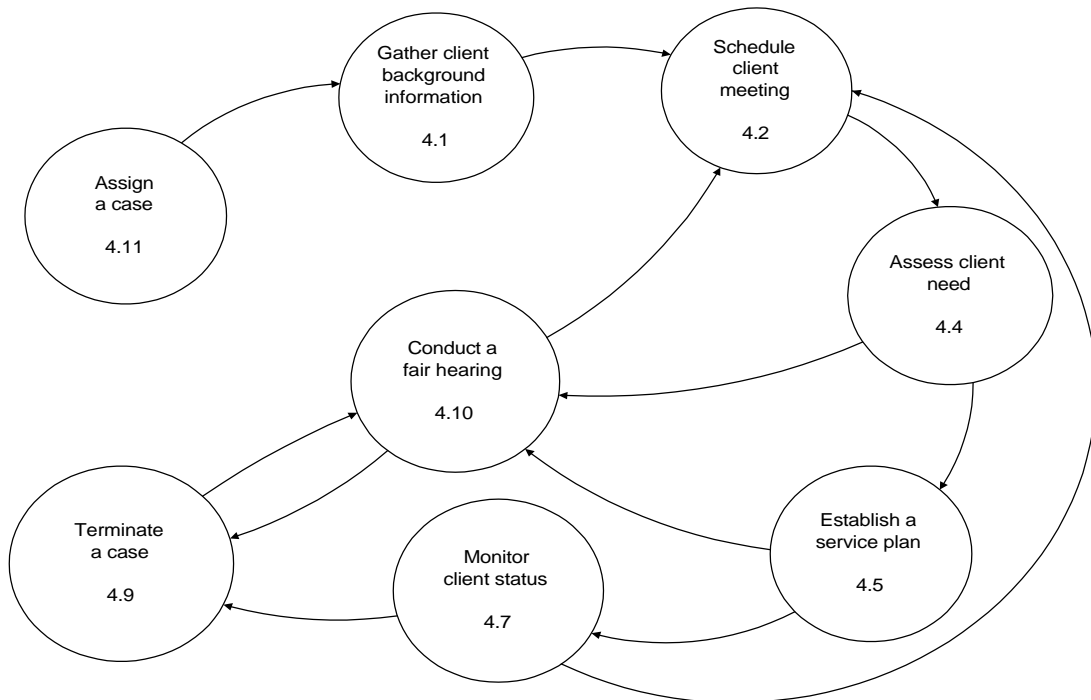 Gather client
background
information
4.1
Schedule
client
meeting
4.2
Assign
a case
4.11
Assess client
need
4.4
Conduct a
fair hearing
4.10
Terminate
a case
4.9
Monitor
client status
4.7
Establish a
service plan
4.5